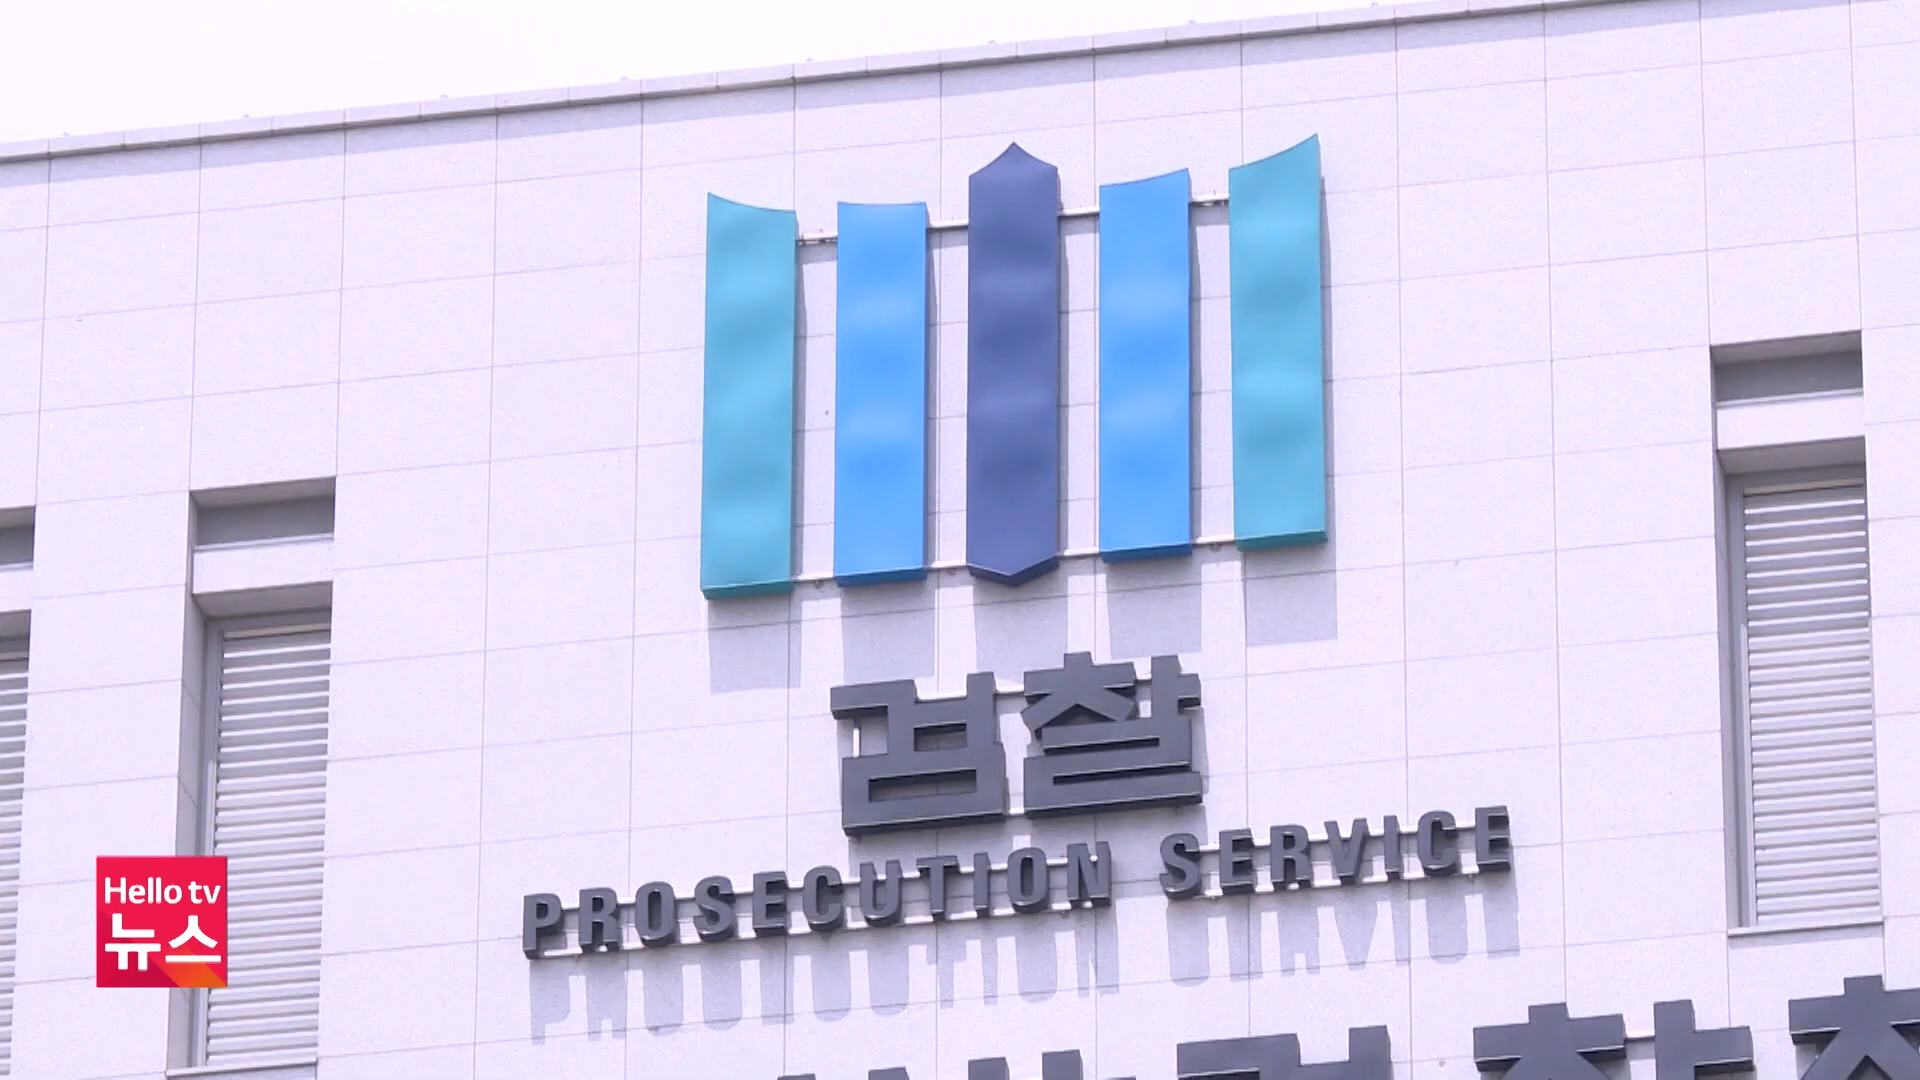 검찰
PROSECUTION SERVICE
Hello tv
뉴스